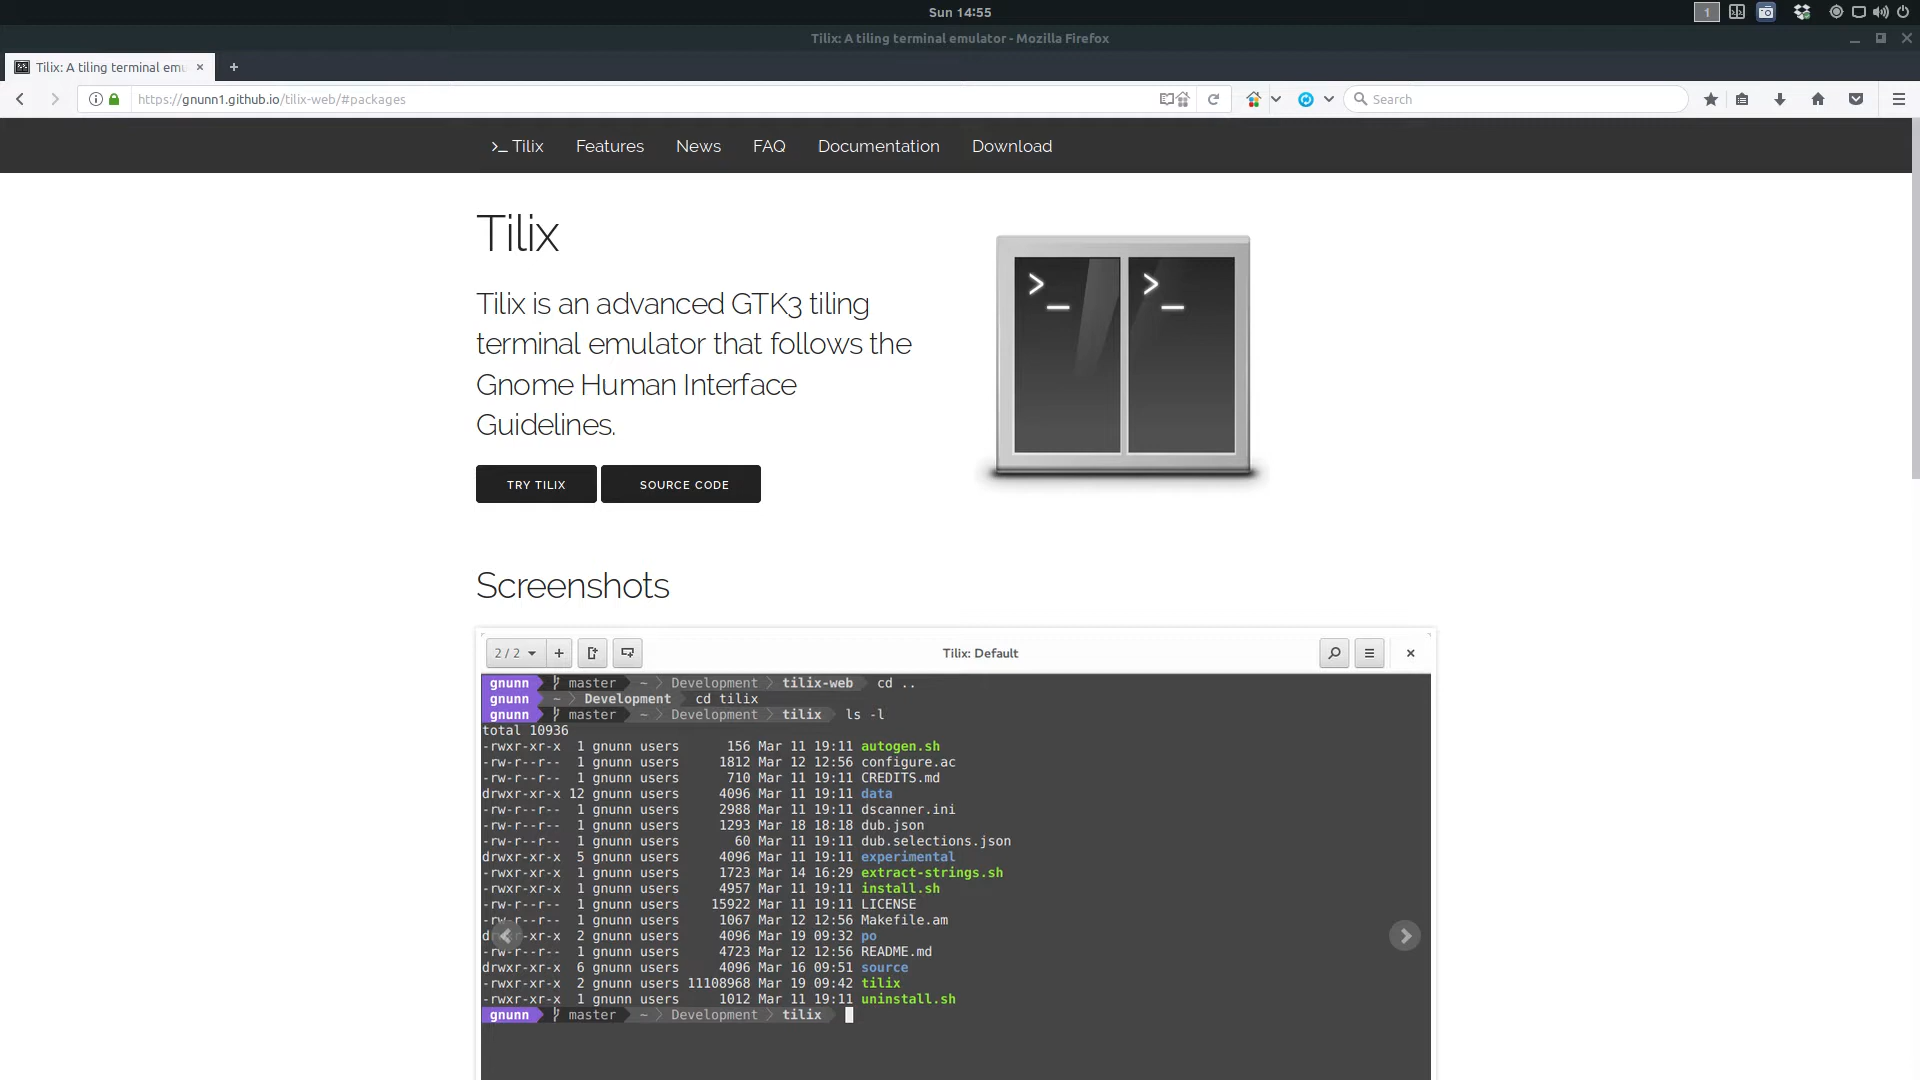 Sun 14:55
1
Tilix: A tiling terminal emulator - Mozilla Firefox
Tilix: A tiling terminal emu
https://gnunn1.github.io/tilix-web/#packages
Search
>_ Tilix Features News FAQ Documentation Download
Tilix
Tilix is an advanced GTK3 tiling
terminal emulator that follows the
Gnome Human Interface
Guidelines.
TRY TILIX SOURCE CODE
>_ >_
Screenshots
2 / 2 Tilix: Default
gnunn master ~ Development tilix-web cd ..
gnunn ~ Development cd tilix
gnunn master ~ Development tilix ls -l
total 10936
-rwxr-xr-x 1 gnunn users 156 Mar 11 19:11 autogen.sh
-rw-r--r-- 1 gnunn users 1812 Mar 12 12:56 configure.ac
-rw-r--r-- 1 gnunn users 710 Mar 11 19:11 CREDITS.md
drwxr-xr-x 12 gnunn users 4096 Mar 11 19:11 data
-rw-r--r-- 1 gnunn users 2988 Mar 11 19:11 dscanner.ini
-rw-r--r-- 1 gnunn users 1293 Mar 18 18:18 dub.json
-rw-r--r-- 1 gnunn users 60 Mar 11 19:11 dub.selections.json
drwxr-xr-x 5 gnunn users 4096 Mar 11 19:11 experimental
-rwxr-xr-x 1 gnunn users 1723 Mar 14 16:29 extract-strings.sh
-rwxr-xr-x 1 gnunn users 4957 Mar 11 19:11 install.sh
-rw-r--r-- 1 gnunn users 15922 Mar 11 19:11 LICENSE
-rw-r--r-- 1 gnunn users 1067 Mar 12 12:56 Makefile.am
drwxr-xr-x 2 gnunn users 4096 Mar 19 09:32 po
-rw-r--r-- 1 gnunn users 4723 Mar 12 12:56 README.md
drwxr-xr-x 6 gnunn users 4096 Mar 16 09:51 source
-rwxr-xr-x 2 gnunn users 11108968 Mar 19 09:42 tilix
-rwxr-xr-x 1 gnunn users 1012 Mar 11 19:11 uninstall.sh
gnunn master ~ Development tilix